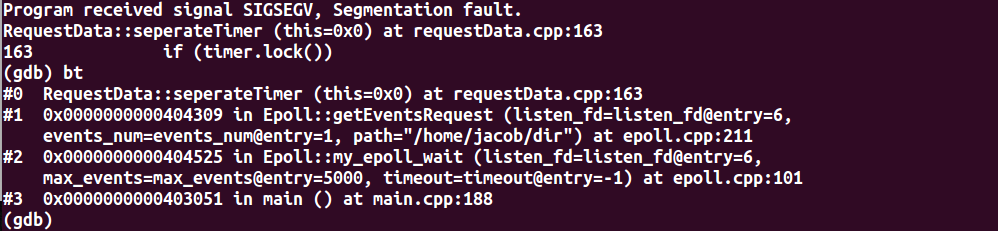 Program received signal SIGSEGV, Segmentation fault.
RequestData::seperateTimer (this=0x0) at requestData.cpp:163
163             if (timer.lock())
(gdb) bt
#0  RequestData::seperateTimer (this=0x0) at requestData.cpp:163
#1  0x0000000000404309 in Epoll::getEventsRequest (listen_fd=listen_fd@entry=6,
    events_num=events_num@entry=1, path="/home/jacob/dir") at epoll.cpp:211
#2  0x0000000000404525 in Epoll::my_epoll_wait (listen_fd=listen_fd@entry=6,
    max_events=max_events@entry=5000, timeout=timeout@entry=-1) at epoll.cpp:101
#3  0x0000000000403051 in main () at main.cpp:188
(gdb)